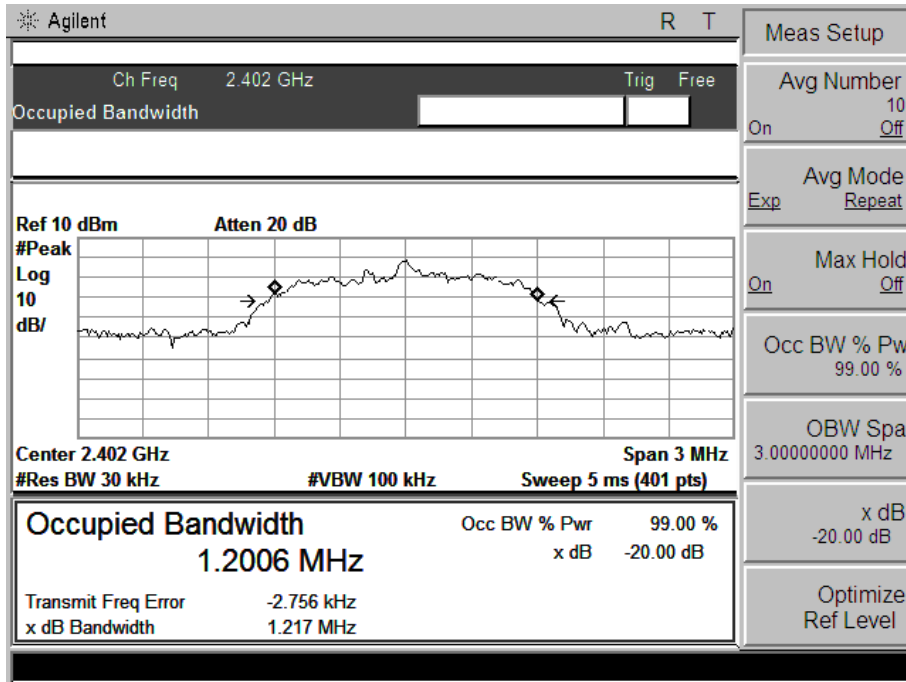 Agilent R T
Ch Freq 2.402 GHz Trig Free
Occupied Bandwidth
Ref 10 dBm Atten 20 dB
#Peak
Log
10
dB/
Center 2.402 GHz Span 3 MHz
#Res BW 30 kHz #VBW 100 kHz Sweep 5 ms (401 pts)
Occupied Bandwidth
1.2006 MHz
Occ BW % Pwr 99.00 %
x dB -20.00 dB
Transmit Freq Error -2.756 kHz
x dB Bandwidth 1.217 MHz
Meas Setup
Avg Number
10
On Off
Avg Mode
Exp Repeat
Max Hold
On Off
Occ BW % Pw
99.00 %
OBW Spa
3.00000000 MHz
x dB
-20.00 dB
Optimize
Ref Level